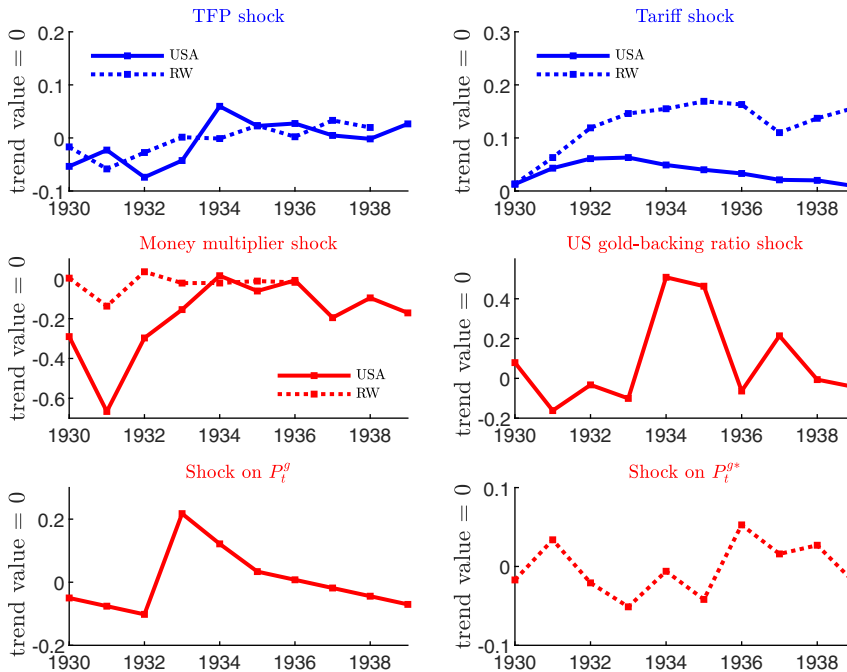 TFP shock
trend value = 0
0.2
0.1
0
-0.1
USA
RW
1930 1932 1934 1936 1938
Tariff shock
trend value = 0
0.3
0.2
0.1
0
USA
RW
1930 1932 1934 1936 1938
Money multiplier shock
trend value = 0
0
-0.2
-0.4
-0.6
USA
RW
1930 1932 1934 1936 1938
US gold-backing ratio shock
trend value = 0
0.4
0.2
0
-0.2
1930 1932 1934 1936 1938
Shock on P_t^g
trend value = 0
0.2
0
-0.2
1930 1932 1934 1936 1938
Shock on P_t^{g*}
trend value = 0
0.1
0
-0.1
1930 1932 1934 1936 1938